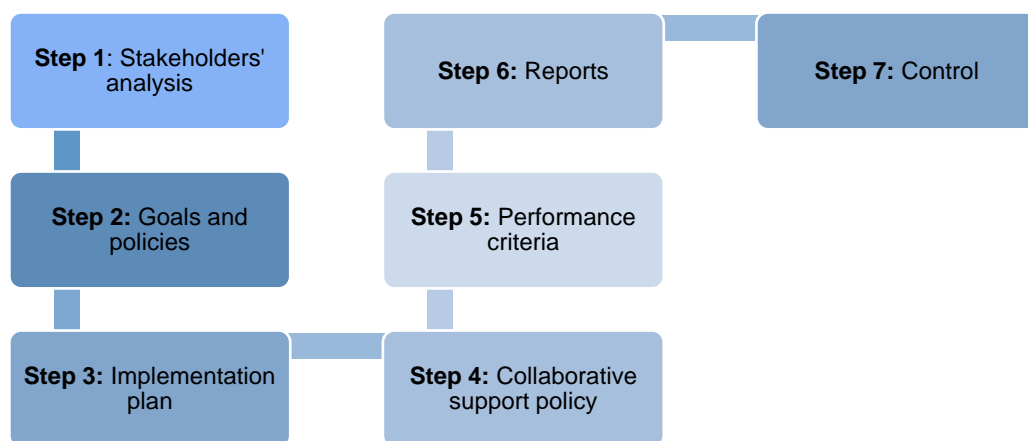 Step 1: Stakeholders'
analysis
Step 2: Goals and
policies
Step 3: Implementation
plan
Step 4: Collaborative
support policy
Step 5: Performance
criteria
Step 6: Reports
Step 7: Control